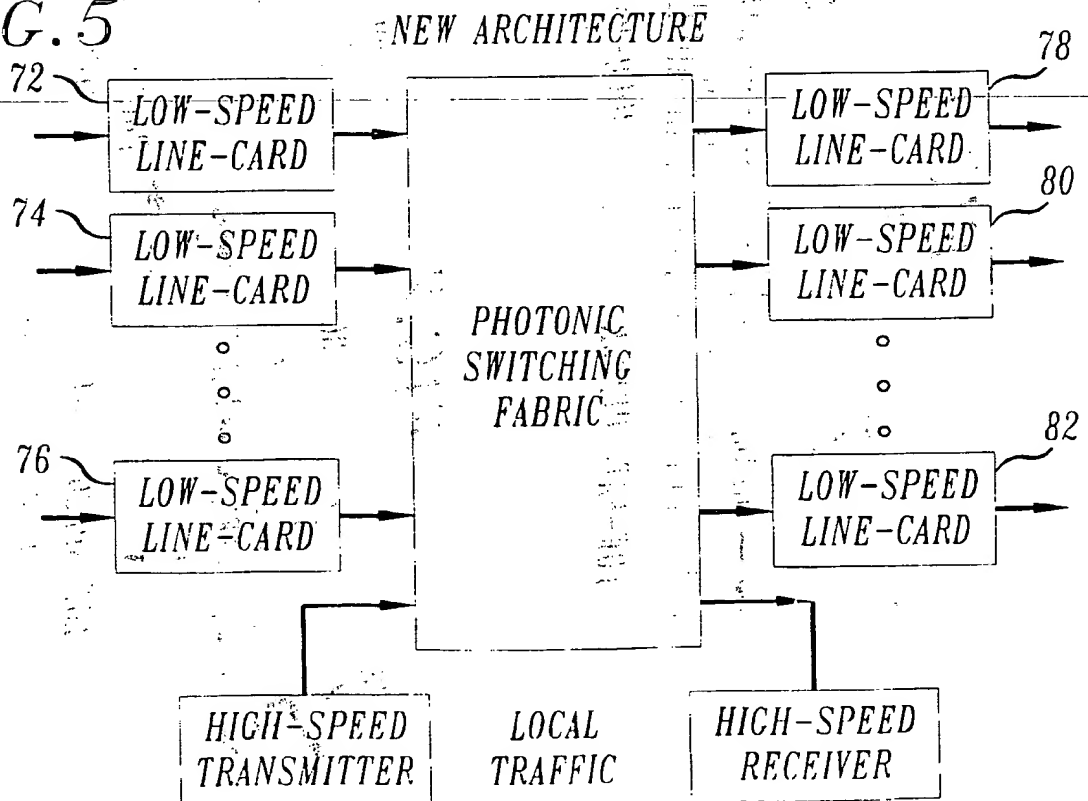 G.5
NEW ARCHITECTURE
72
LOW-SPEED
LINE-CARD
74
LOW-SPEED
LINE-CARD
76
LOW-SPEED
LINE-CARD
PHOTONIC
SWITCHING
FABRIC
78
LOW-SPEED
LINE-CARD
80
LOW-SPEED
LINE-CARD
82
LOW-SPEED
LINE-CARD
HIGH-SPEED
TRANSMITTER
LOCAL
TRAFFIC
HIGH-SPEED
RECEIVER